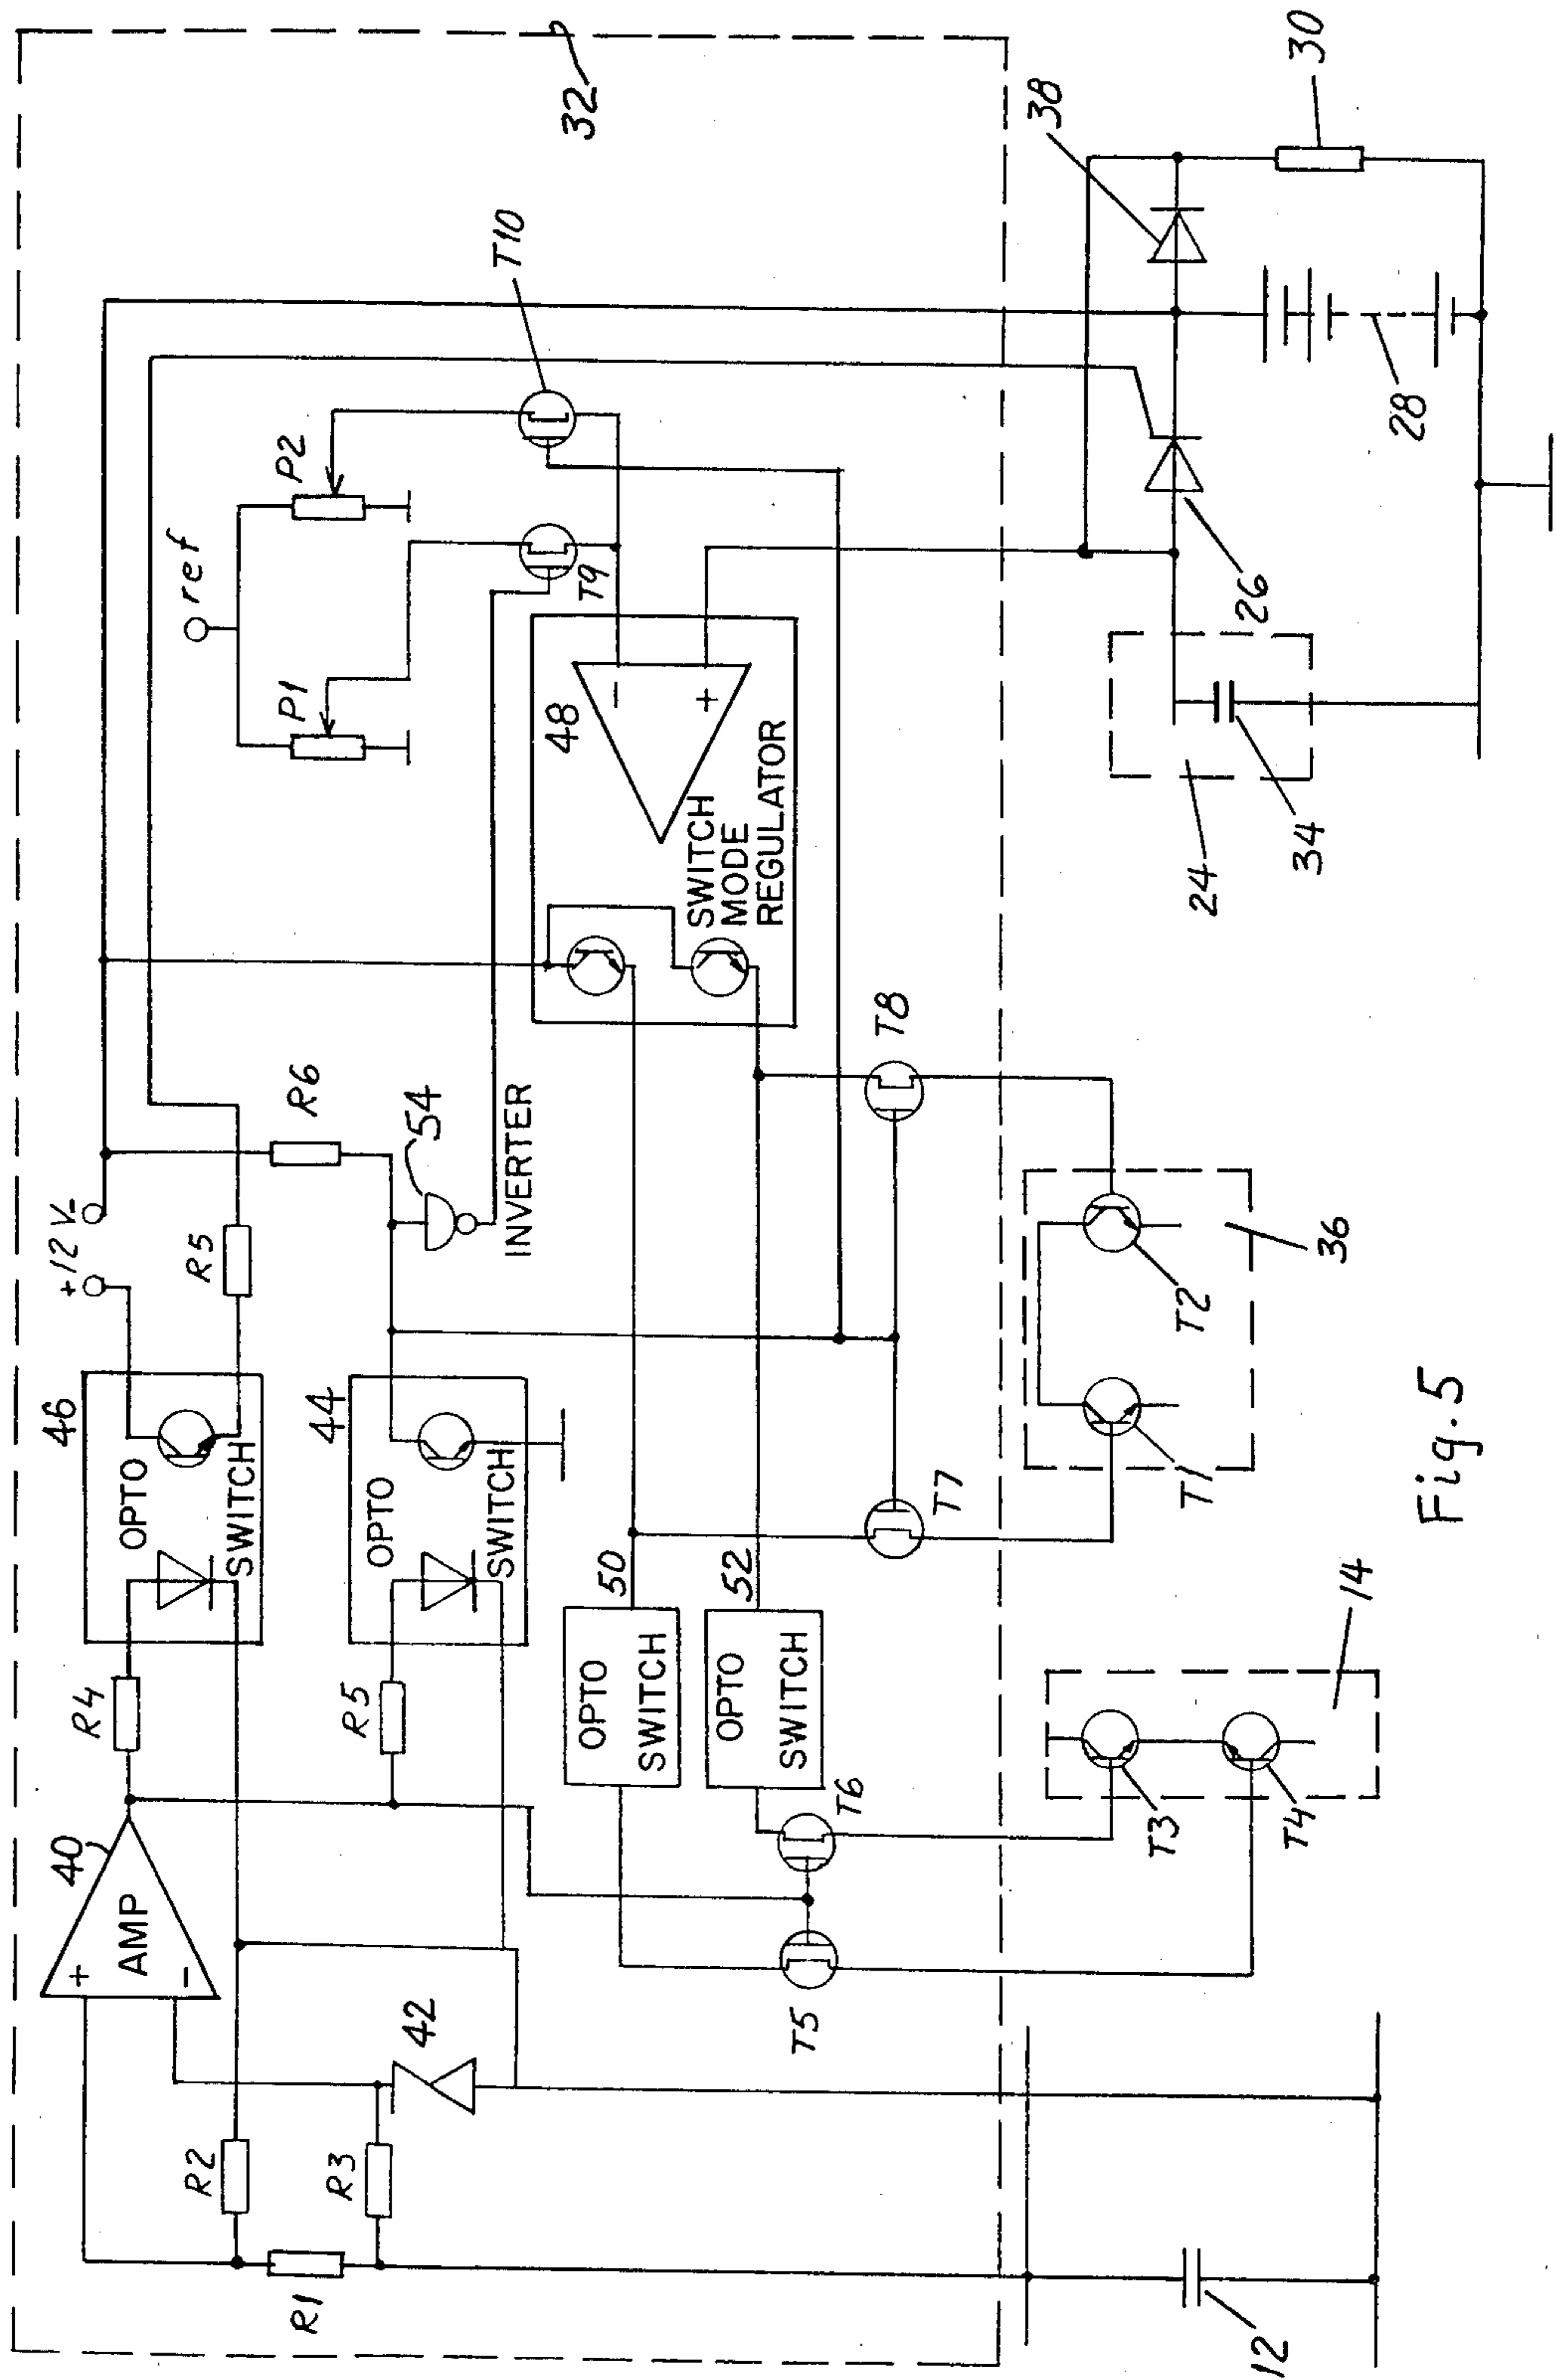 32
T10
ref
P1
P2
T9
48
-
+
SWITCH
MODE
REGULATOR
38
30
28
26
24
34
+12 V-
R6
R5
54
INVERTER
46
OPTO
SWITCH
44
OPTO
SWITCH
T8
T7
36
T2
T1
R4
R5
50
OPTO
SWITCH
52
OPTO
SWITCH
40
+
AMP
-
T6
T5
14
T3
T4
42
R2
R3
R1
12
Fig. 5